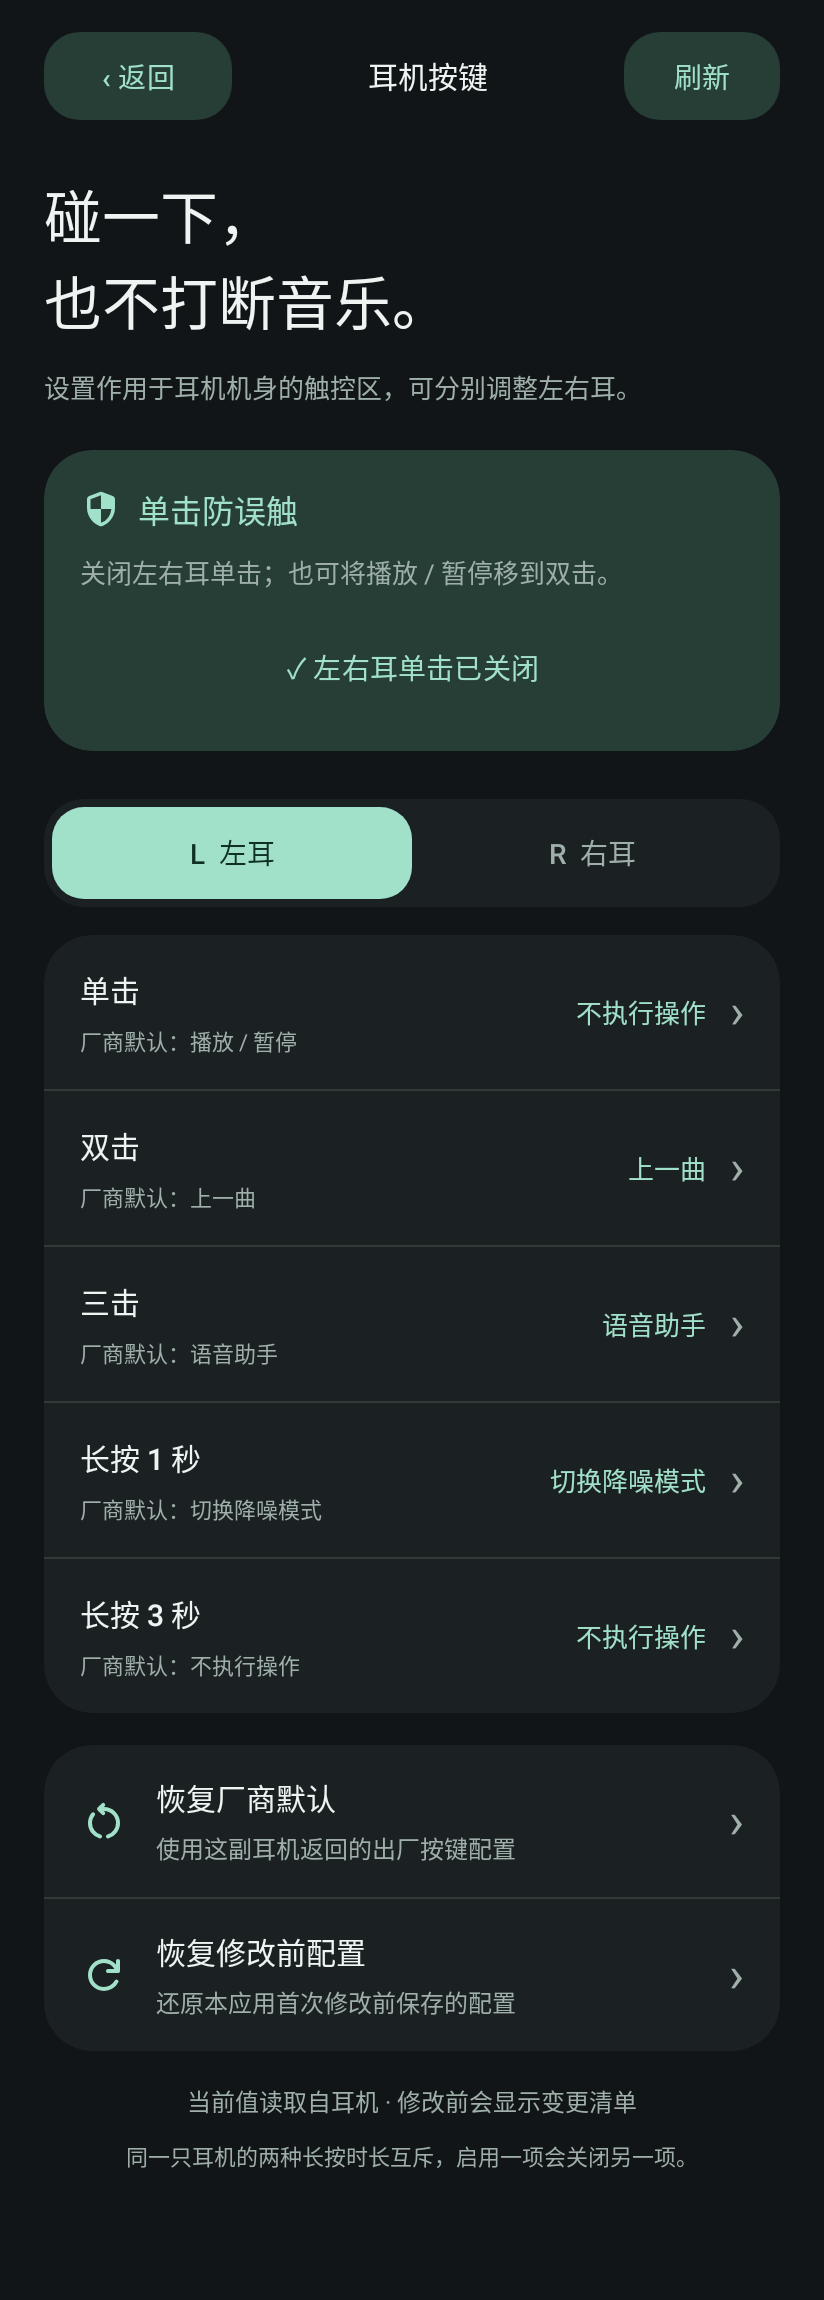 ‹ 返回
耳机按键
刷新
碰一下，
也不打断音乐。
设置作用于耳机机身的触控区，可分别调整左右耳。
单击防误触
关闭左右耳单击；也可将播放 / 暂停移到双击。
✓ 左右耳单击已关闭
L 左耳
R 右耳
单击
不执行操作 ›
厂商默认：播放 / 暂停
双击
上一曲 ›
厂商默认：上一曲
三击
语音助手 ›
厂商默认：语音助手
长按 1 秒
切换降噪模式 ›
厂商默认：切换降噪模式
长按 3 秒
不执行操作 ›
厂商默认：不执行操作
恢复厂商默认 ›
使用这副耳机返回的出厂按键配置
恢复修改前配置 ›
还原本应用首次修改前保存的配置
当前值读取自耳机 · 修改前会显示变更清单
同一只耳机的两种长按时长互斥，启用一项会关闭另一项。